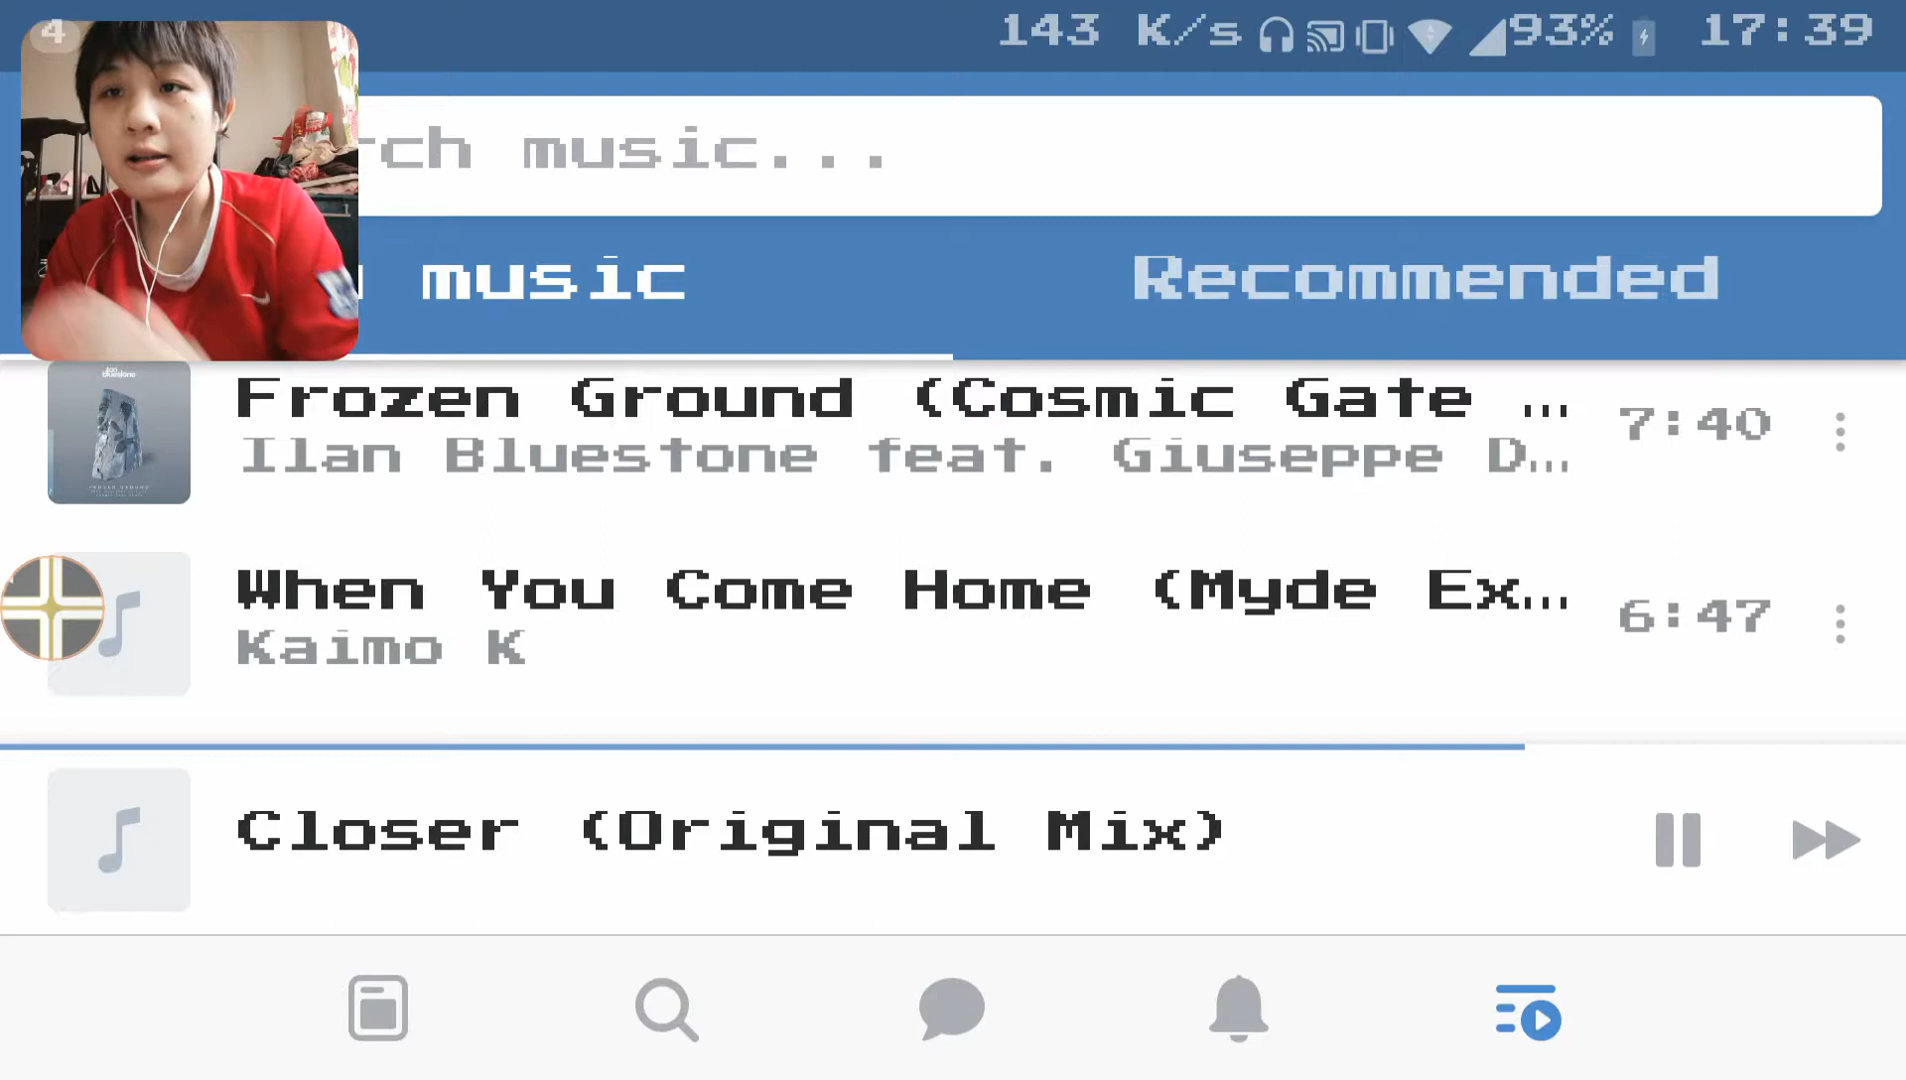 4
143 K/s 93% 17:39
rch music...
music
Recommended
Frozen Ground (Cosmic Gate ...
7:40
Ilan Bluestone feat. Giuseppe D...
When You Come Home (Myde Ex...
6:47
Kaimo K
Closer (Original Mix)